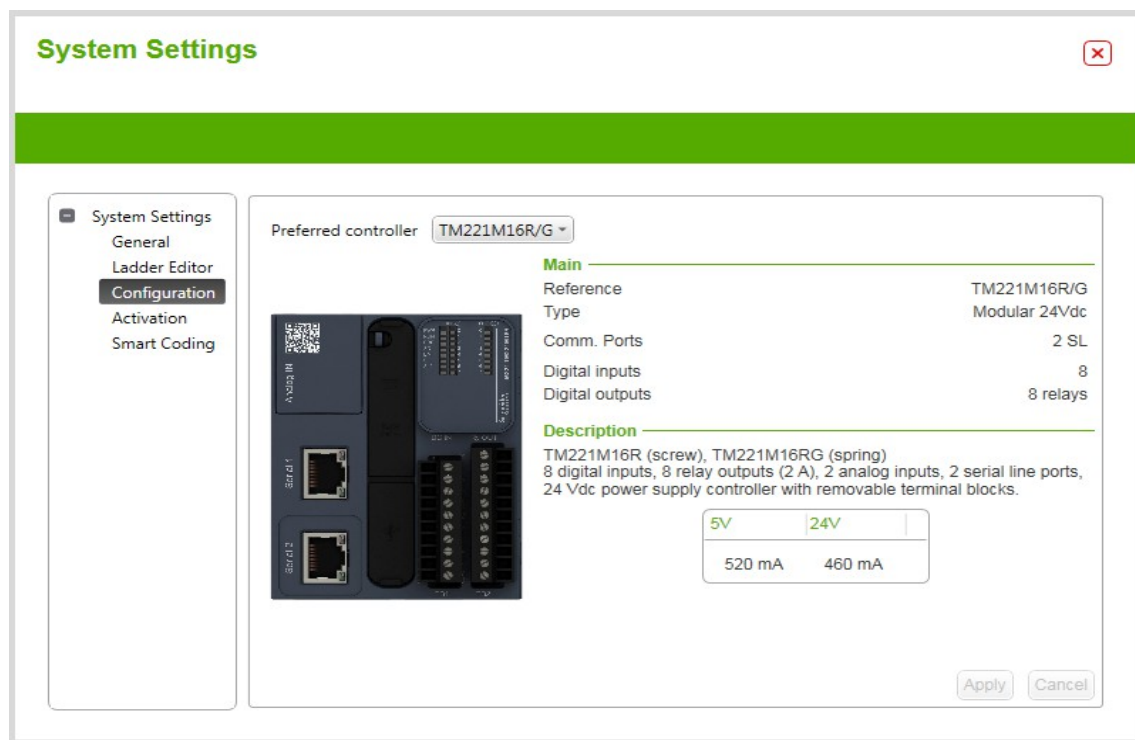 System Settings
System Settings
General
Ladder Editor
Configuration
Activation
Smart Coding
Preferred controller TM221M16R/G
Main
Reference TM221M16R/G
Type Modular 24Vdc
Comm. Ports 2 SL
Digital inputs 8
Digital outputs 8 relays
Description
TM221M16R (screw), TM221M16RG (spring)
8 digital inputs, 8 relay outputs (2 A), 2 analog inputs, 2 serial line ports,
24 Vdc power supply controller with removable terminal blocks.
5V 24V
520 mA 460 mA
Analog IN
Serial 1
Serial 2
Apply Cancel